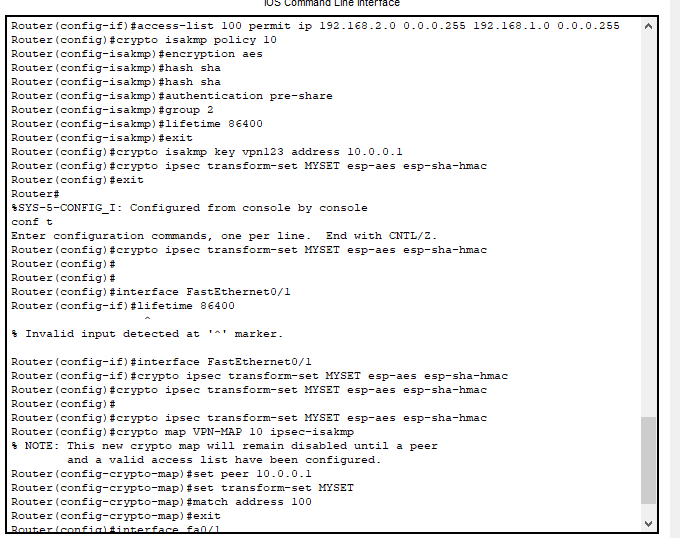 IOS Command Line Interface
Router(config-if)#access-list 100 permit ip 192.168.2.0 0.0.0.255 192.168.1.0 0.0.0.255
Router(config)#crypto isakmp policy 10
Router(config-isakmp)#encryption aes
Router(config-isakmp)#hash sha
Router(config-isakmp)#hash sha
Router(config-isakmp)#authentication pre-share
Router(config-isakmp)#group 2
Router(config-isakmp)#lifetime 86400
Router(config-isakmp)#exit
Router(config)#crypto isakmp key vpn123 address 10.0.0.1
Router(config)#crypto ipsec transform-set MYSET esp-aes esp-sha-hmac
Router(config)#exit
Router#
%SYS-5-CONFIG_I: Configured from console by console
conf t
Enter configuration commands, one per line.  End with CNTL/Z.
Router(config)#crypto ipsec transform-set MYSET esp-aes esp-sha-hmac
Router(config)#
Router(config)#
Router(config)#interface FastEthernet0/1
Router(config-if)#lifetime 86400
^
% Invalid input detected at '^' marker.
Router(config-if)#interface FastEthernet0/1
Router(config-if)#crypto ipsec transform-set MYSET esp-aes esp-sha-hmac
Router(config)#crypto ipsec transform-set MYSET esp-aes esp-sha-hmac
Router(config)#
Router(config)#crypto ipsec transform-set MYSET esp-aes esp-sha-hmac
Router(config)#crypto map VPN-MAP 10 ipsec-isakmp
% NOTE: This new crypto map will remain disabled until a peer
and a valid access list have been configured.
Router(config-crypto-map)#set peer 10.0.0.1
Router(config-crypto-map)#set transform-set MYSET
Router(config-crypto-map)#match address 100
Router(config-crypto-map)#exit
Router(config)#interface fa0/1